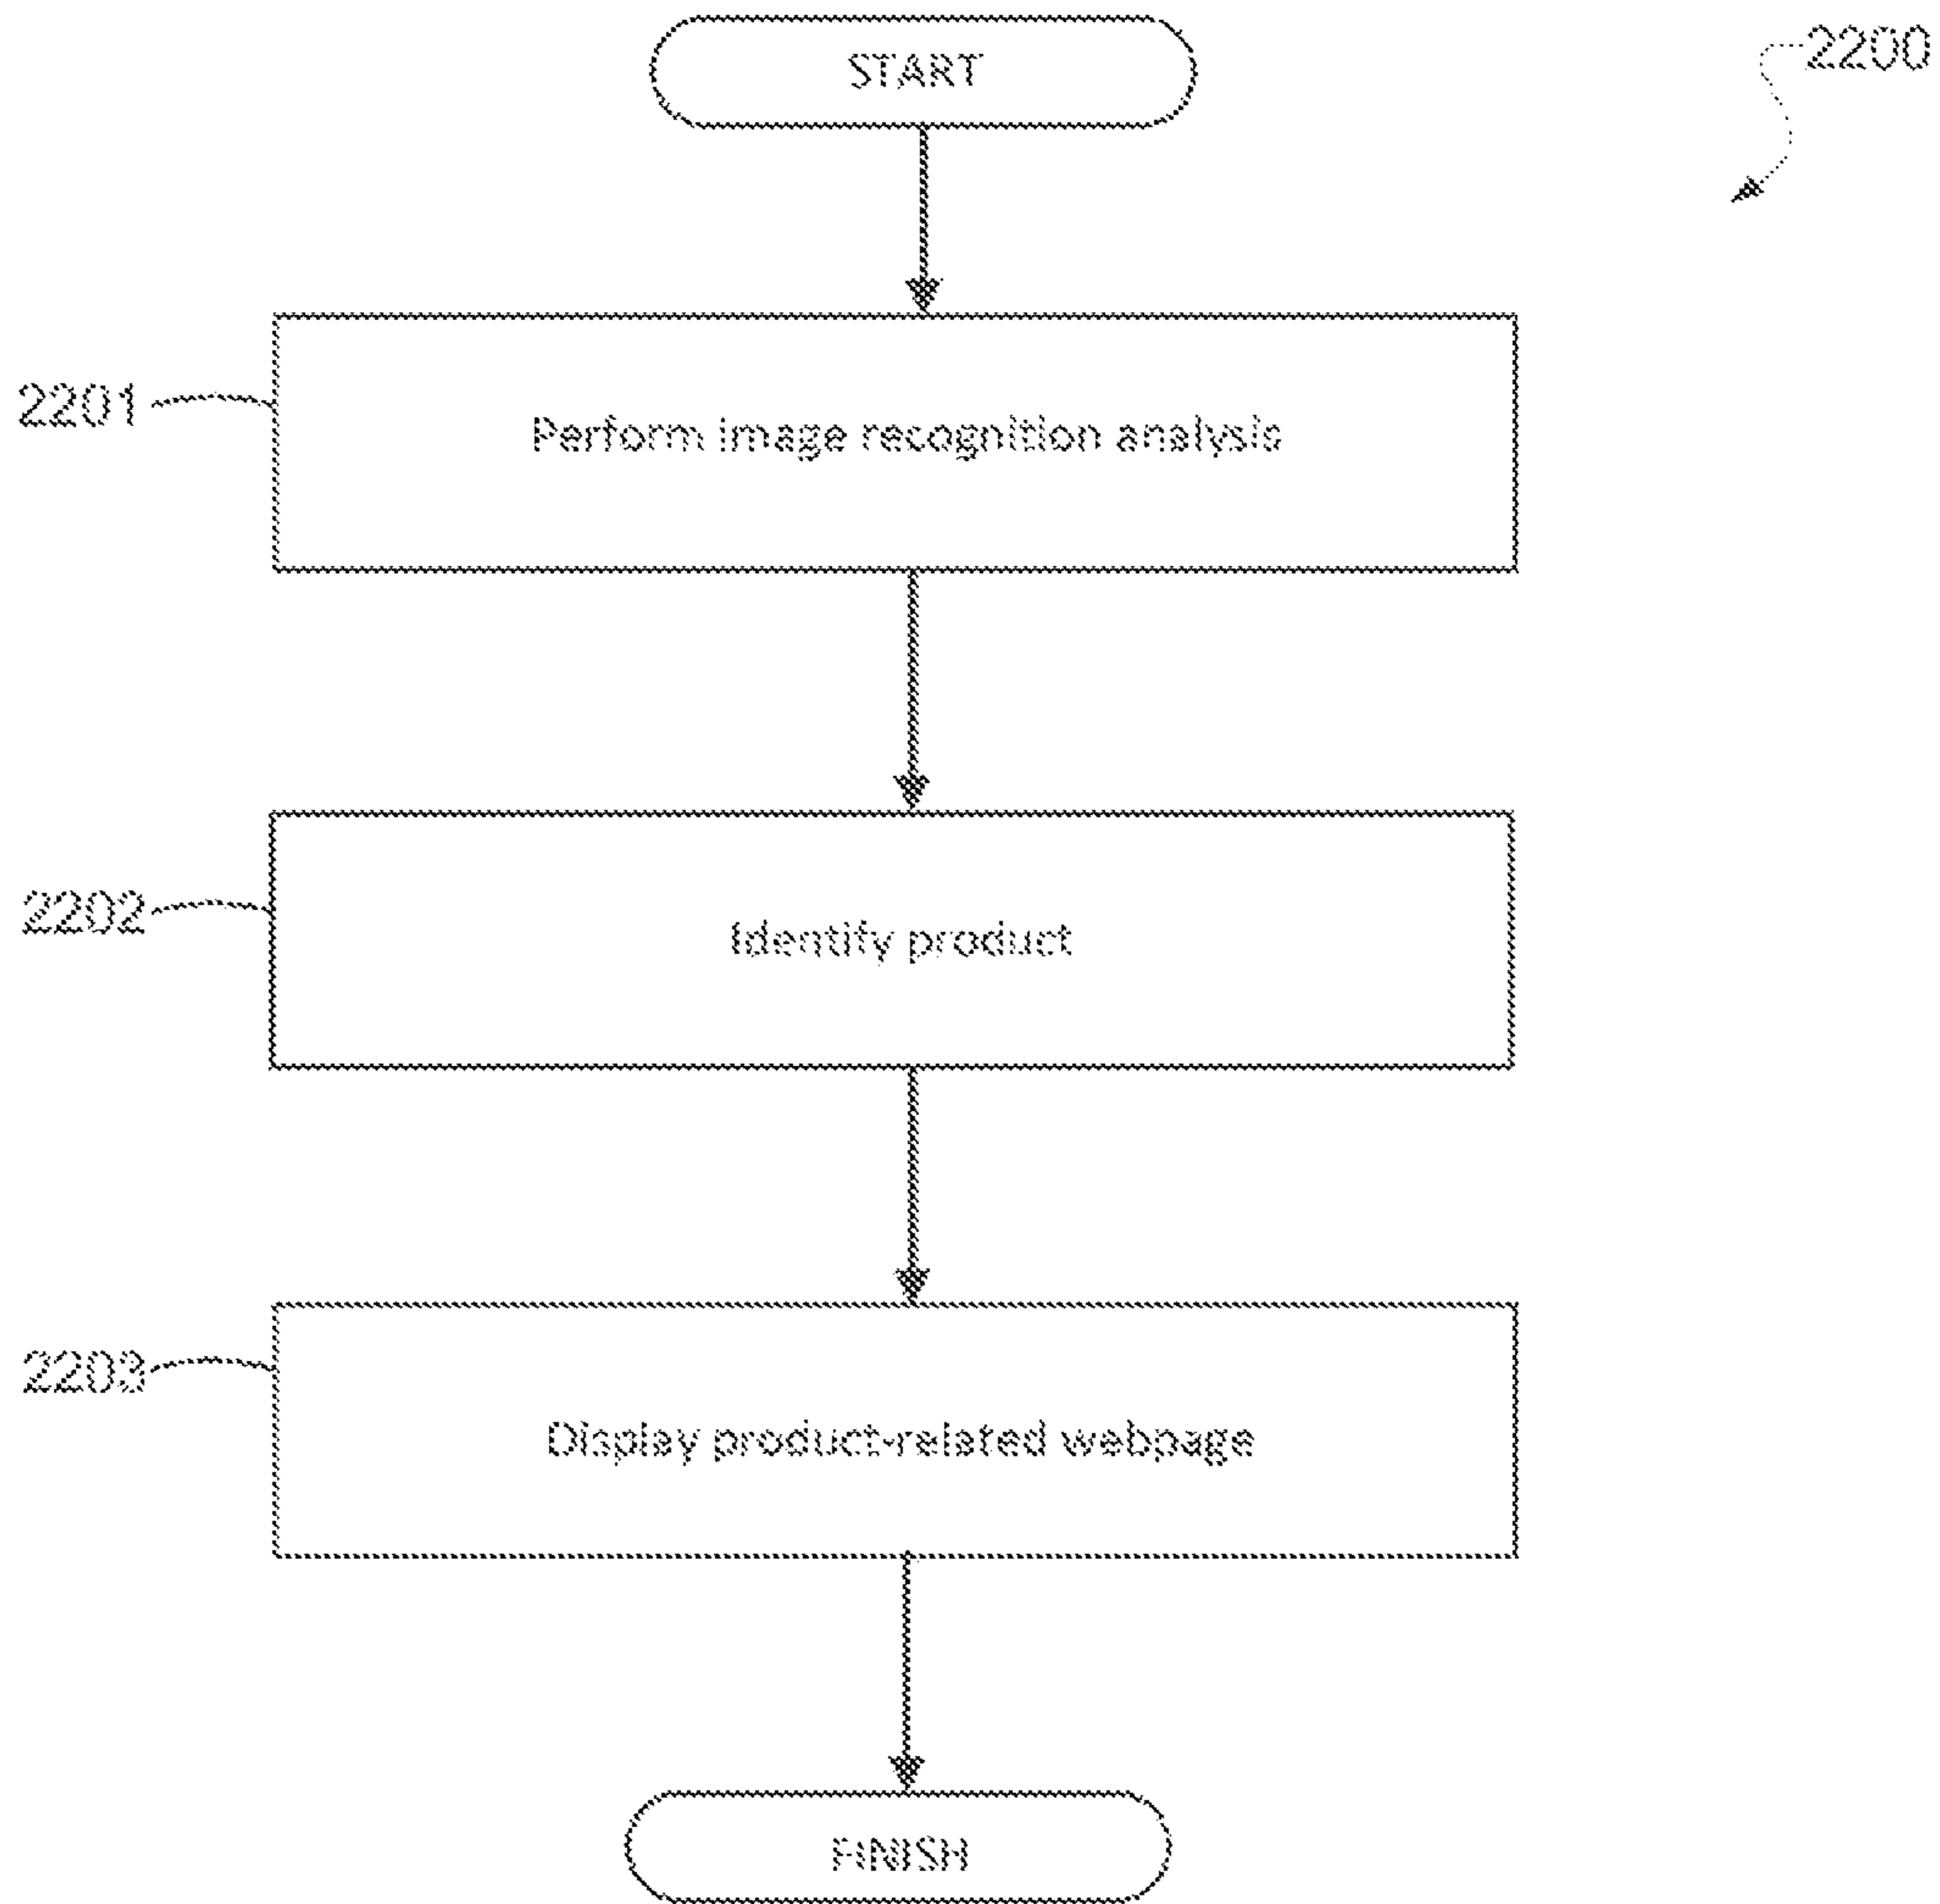 START
2200
2201
Perform image recognition analysis
2202
Identify product
2203
Display product-related webpage
FINISH